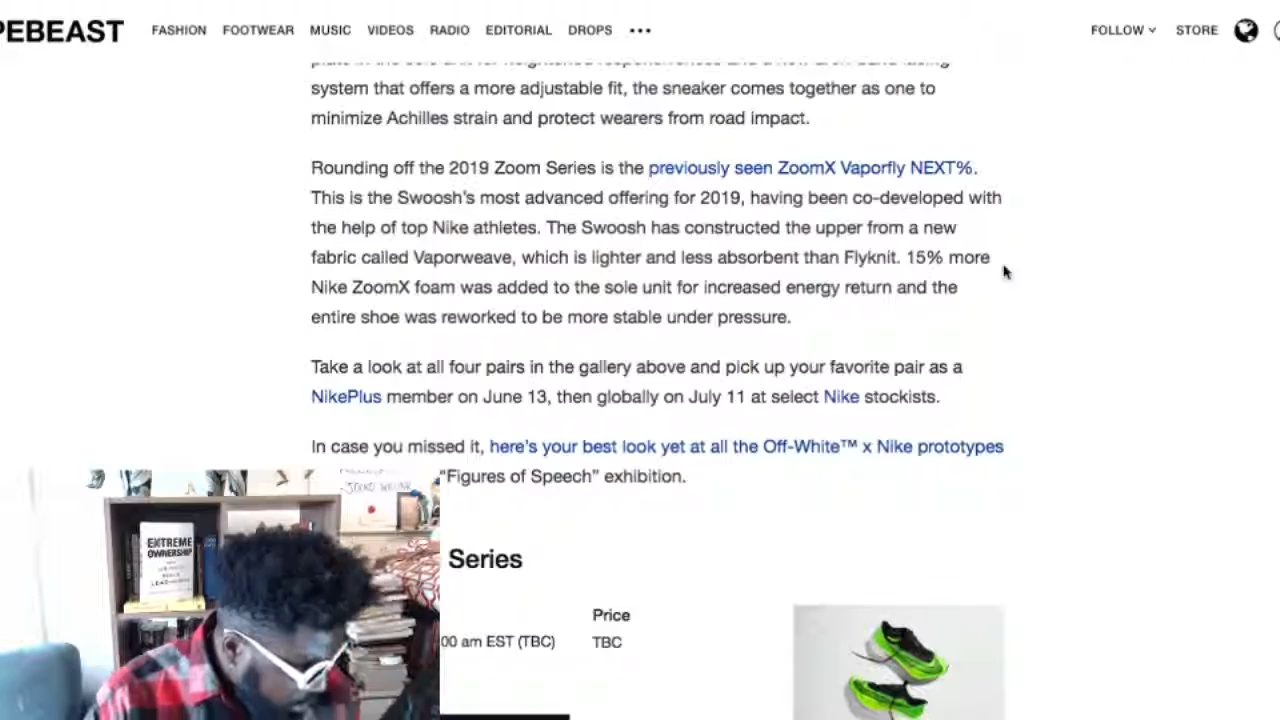 PEBEAST FASHION FOOTWEAR MUSIC VIDEOS RADIO EDITORIAL DROPS ••• FOLLOW STORE
system that offers a more adjustable fit, the sneaker comes together as one to
minimize Achilles strain and protect wearers from road impact.
Rounding off the 2019 Zoom Series is the previously seen ZoomX Vaporfly NEXT%.
This is the Swoosh’s most advanced offering for 2019, having been co-developed with
the help of top Nike athletes. The Swoosh has constructed the upper from a new
fabric called Vaporweave, which is lighter and less absorbent than Flyknit. 15% more
Nike ZoomX foam was added to the sole unit for increased energy return and the
entire shoe was reworked to be more stable under pressure.
Take a look at all four pairs in the gallery above and pick up your favorite pair as a
NikePlus member on June 13, then globally on July 11 at select Nike stockists.
In case you missed it, here’s your best look yet at all the Off-White™ x Nike prototypes
“Figures of Speech” exhibition.
Series
Price
00 am EST (TBC) TBC
EXTREME
OWNERSHIP